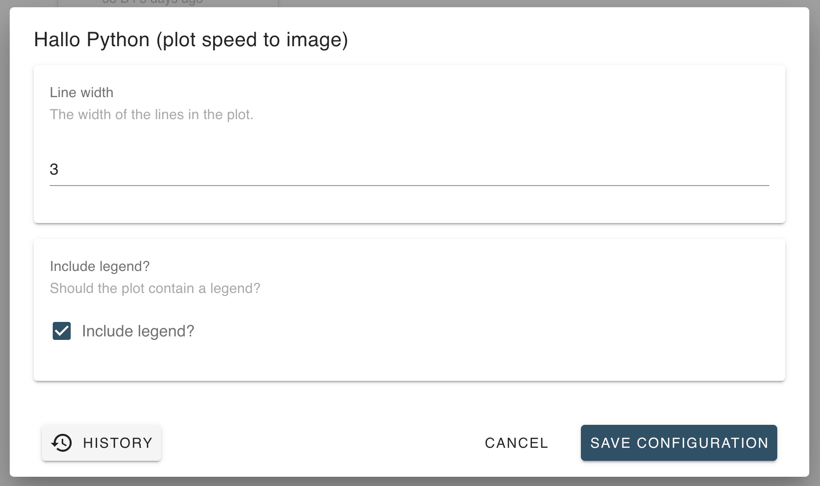 Hallo Python (plot speed to image)
Line width
The width of the lines in the plot.
3
Include legend?
Should the plot contain a legend?
Include legend?
HISTORY
CANCEL
SAVE CONFIGURATION